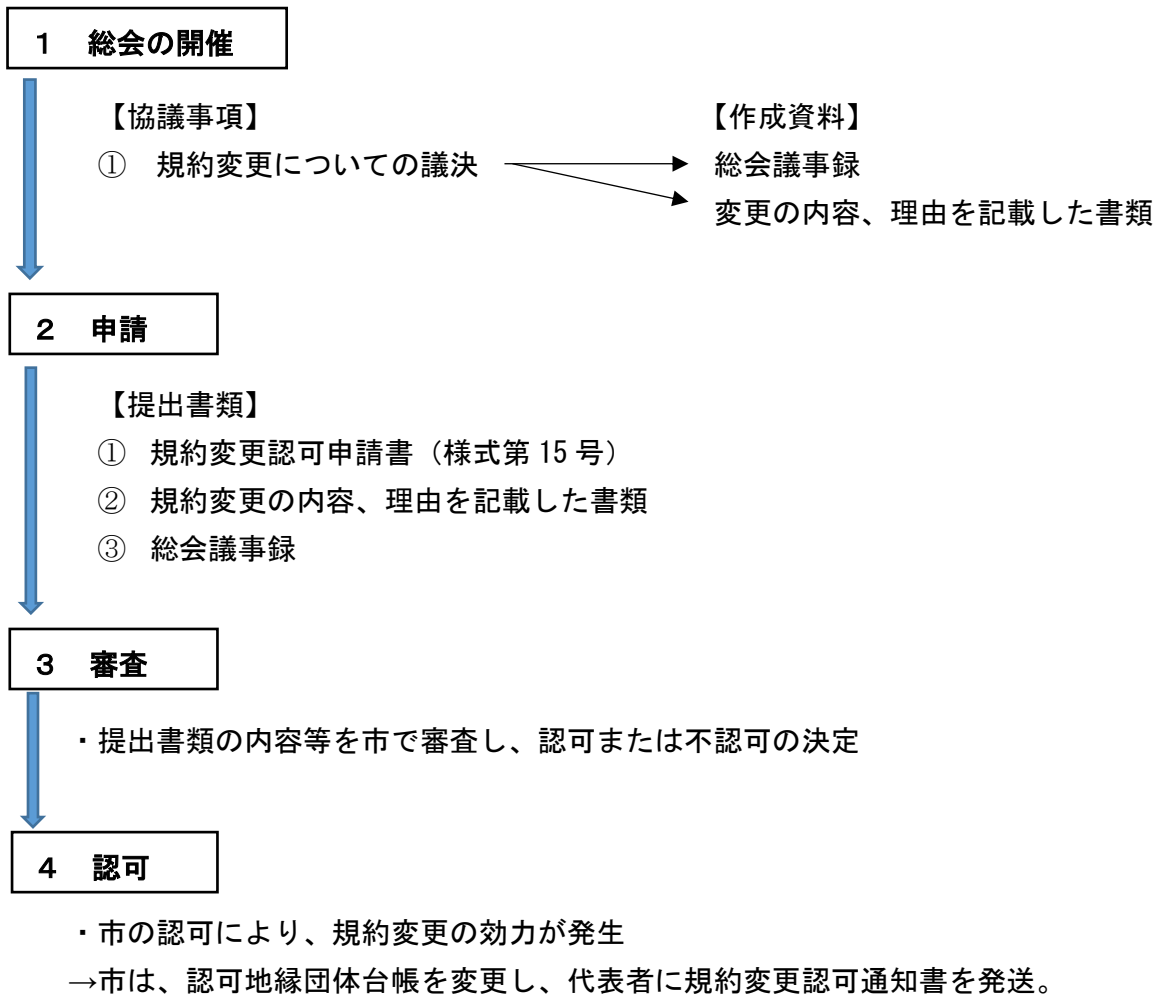 １　総会の開催
【協議事項】　【作成資料】
①　規約変更についての議決　総会議事録
変更の内容、理由を記載した書類
２　申請
【提出書類】
①　規約変更認可申請書（様式第 15 号）
②　規約変更の内容、理由を記載した書類
③　総会議事録
３　審査
・提出書類の内容等を市で審査し、認可または不認可の決定
４　認可
・市の認可により、規約変更の効力が発生
→市は、認可地縁団体台帳を変更し、代表者に規約変更認可通知書を発送。